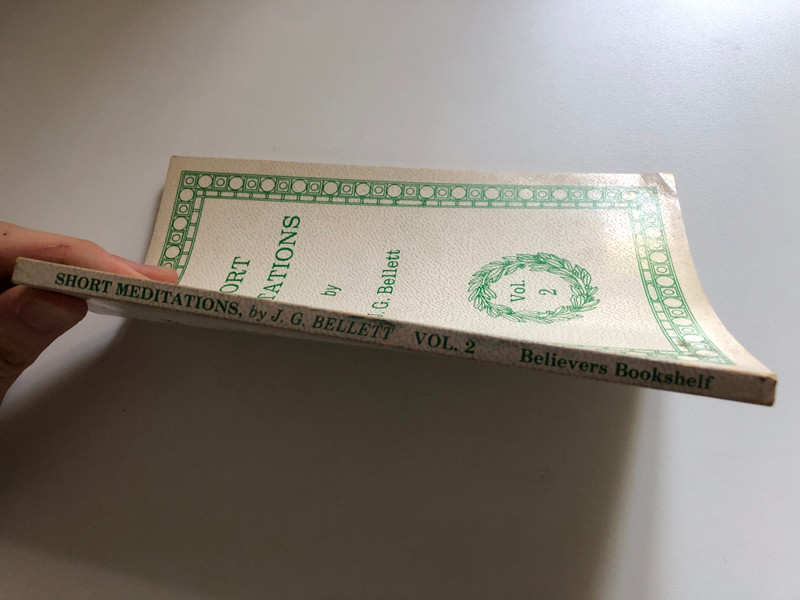 ORT
TATIONS
by
J. G. Bellett
Vol.
2
SHORT MEDITATIONS, by J. G. BELLETT VOL. 2 Believers Bookshelf